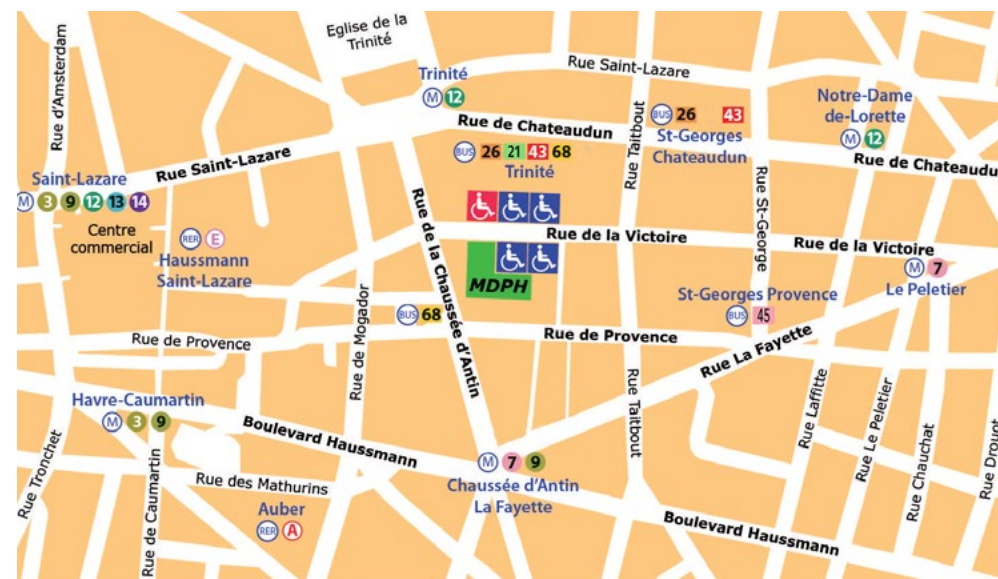 Eglise de la
Trinité
Rue d'Amsterdam
Trinité
M 12
Rue Saint-Lazare
Rue Taitbout
BUS 26 43
St-Georges
Chateaudun
Notre-Dame
de-Lorette
M 12
Rue de Chateaudun
Rue de Chateaudu
BUS 26 21 43 68
Trinité
Rue Saint-Lazare
Saint-Lazare
M 3 9 12 13 14
Centre
commercial
RER E
Haussmann
Saint-Lazare
Rue de la Chaussée d'Antin
Rue St-George
Rue de la Victoire
Rue de la Victoire
MDPH
M 7
Le Peletier
St-Georges Provence
BUS 45
BUS 68
Rue de Provence
Rue de Mogador
Rue de Provence
Rue La Fayette
Rue Taitbout
Rue Laffitte
Rue Le Peletier
Rue Chauchat
Rue Drouot
Havre-Caumartin
M 3 9
Boulevard Haussmann
Rue Tronchet
Rue de Caumartin
Rue des Mathurins
M 7 9
Chaussée d'Antin
La Fayette
Auber
RER A
Boulevard Haussmann